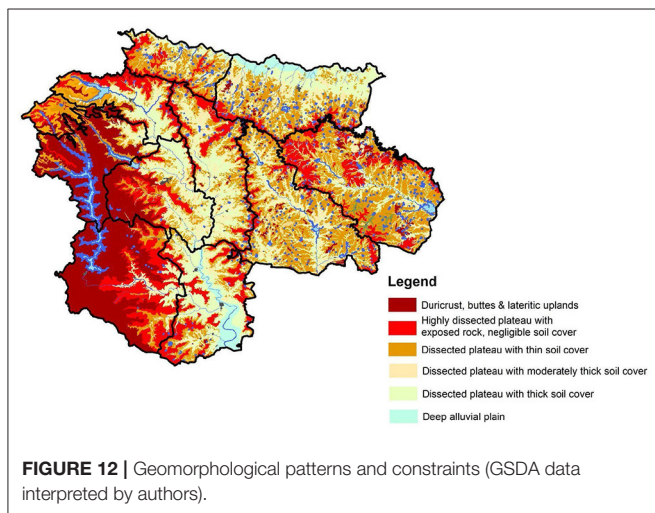 Legend
Duricrust, buttes & lateritic uplands
Highly dissected plateau with
exposed rock, negligible soil cover
Dissected plateau with thin soil cover
Dissected plateau with moderately thick soil cover
Dissected plateau with thick soil cover
Deep alluvial plain
FIGURE 12 | Geomorphological patterns and constraints (GSDA data
interpreted by authors).